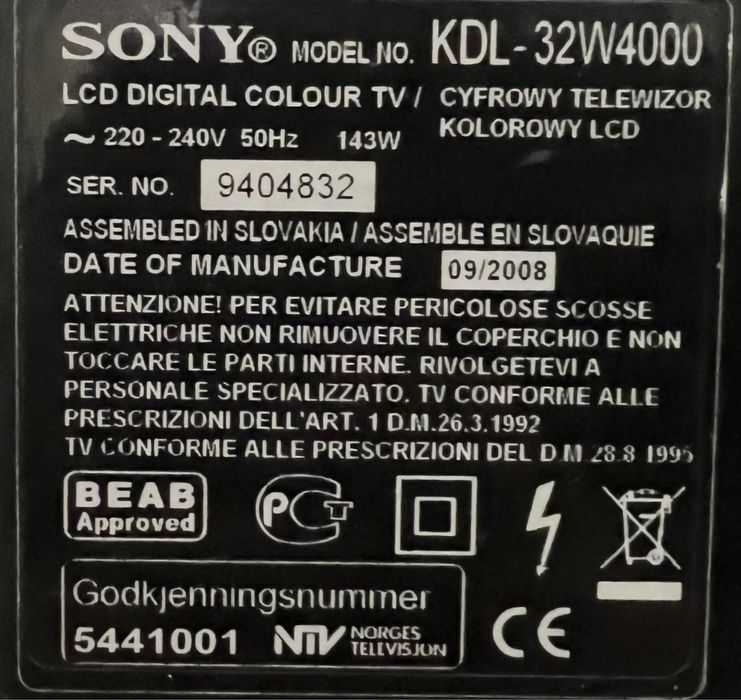 SONY® MODEL NO. KDL-32W4000
LCD DIGITAL COLOUR TV / CYFROWY TELEWIZOR
KOLOROWY LCD
~ 220 - 240V 50Hz 143W
SER. NO. 9404832
ASSEMBLED IN SLOVAKIA / ASSEMBLE EN SLOVAQUIE
DATE OF MANUFACTURE 09/2008
ATTENZIONE! PER EVITARE PERICOLOSE SCOSSE
ELETTRICHE NON RIMUOVERE IL COPERCHIO E NON
TOCCARE LE PARTI INTERNE. RIVOLGETEVI A
PERSONALE SPECIALIZZATO. TV CONFORME ALLE
PRESCRIZIONI DELL'ART. 1 D.M.26.3.1992
TV CONFORME ALLE PRESCRIZIONI DEL D M 28.8 1995
BEAB
Approved
PCT
Godkjenningsnummer
5441001 NTV NORGES
TELEVISJON
CE